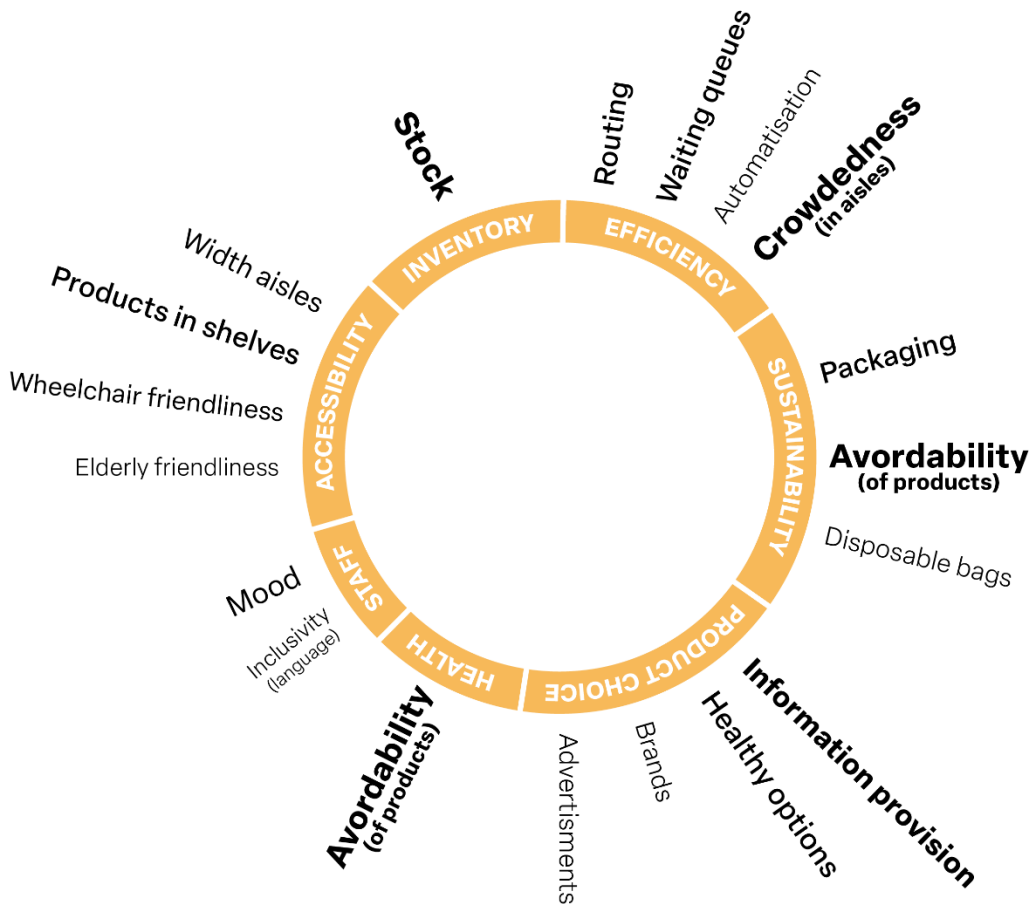 Stock
Routing
Waiting queues
Automatisation
Crowdedness
(in aisles)
INVENTORY
EFFICIENCY
Width aisles
Products in shelves
Wheelchair friendliness
Elderly friendliness
ACCESSIBILITY
SUSTAINABILITY
Packaging
Avordability
(of products)
Disposable bags
STAFF
Mood
Inclusivity
(language)
HEALTH
PRODUCT CHOICE
Avordability
(of products)
Advertisments
Brands
Healthy options
Information provision